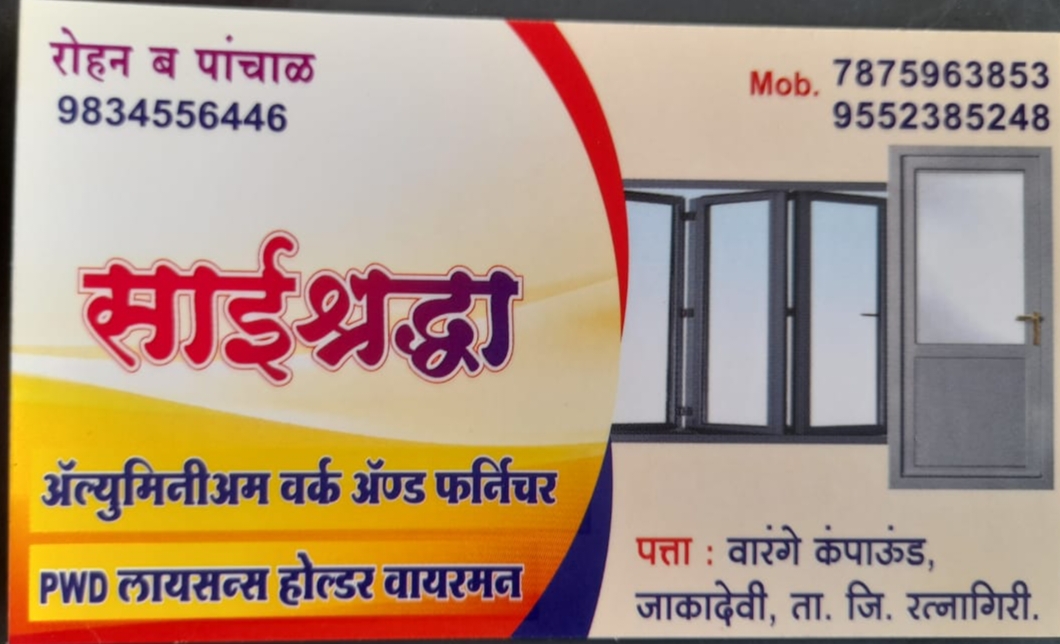 रोहन ब पांचाळ
9834556446
Mob. 7875963853
9552385248
साईश्रद्धा
ॲल्युमिनीअम वर्क ॲण्ड फर्निचर
PWD लायसन्स होल्डर वायरमन
पत्ता : वारंगे कंपाऊंड,
जाकादेवी, ता. जि. रत्नागिरी.